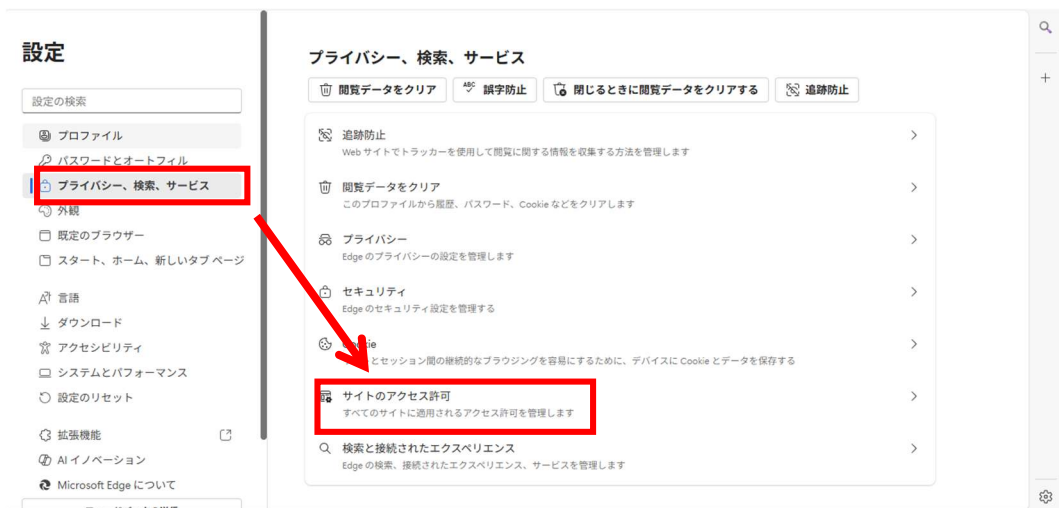 設定
設定の検索
プロファイル
パスワードとオートフィル
プライバシー、検索、サービス
外観
既定のブラウザー
スタート、ホーム、新しいタブ ページ
言語
ダウンロード
アクセシビリティ
システムとパフォーマンス
設定のリセット
拡張機能
AI イノベーション
Microsoft Edge について
プライバシー、検索、サービス
閲覧データをクリア
ABC 誤字防止
閉じるときに閲覧データをクリアする
追跡防止
追跡防止
Web サイトでトラッカーを使用して閲覧に関する情報を収集する方法を管理します
閲覧データをクリア
このプロファイルから履歴、パスワード、Cookie などをクリアします
プライバシー
Edge のプライバシーの設定を管理します
セキュリティ
Edge のセキュリティ設定を管理する
Cookie
とセッション間の継続的なブラウジングを容易にするために、デバイスに Cookie とデータを保存する
サイトのアクセス許可
すべてのサイトに適用されるアクセス許可を管理します
検索と接続されたエクスペリエンス
Edge の検索、接続されたエクスペリエンス、サービスを管理します